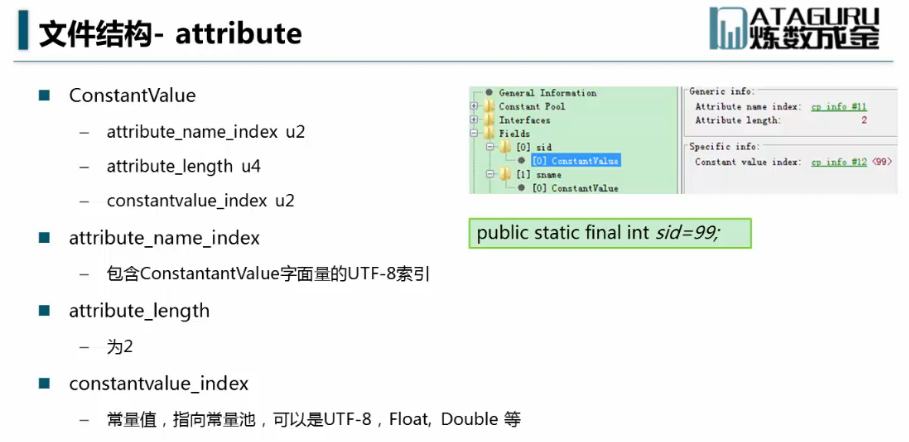 文件结构- attribute
ATAGURU
炼数成金
ConstantValue
– attribute_name_index u2
– attribute_length u4
– constantvalue_index u2
attribute_name_index
– 包含ConstantantValue字面量的UTF-8索引
attribute_length
– 为2
constantvalue_index
– 常量值，指向常量池，可以是UTF-8，Float, Double 等
General Information
Constant Pool
Interfaces
Fields
[0] sid
[0] ConstantValue
[1] sname
[0] ConstantValue
Generic info:
Attribute name index: cp info #11
Attribute length: 2
Specific info:
Constant value index: cp info #12 <99>
public static final int sid=99;